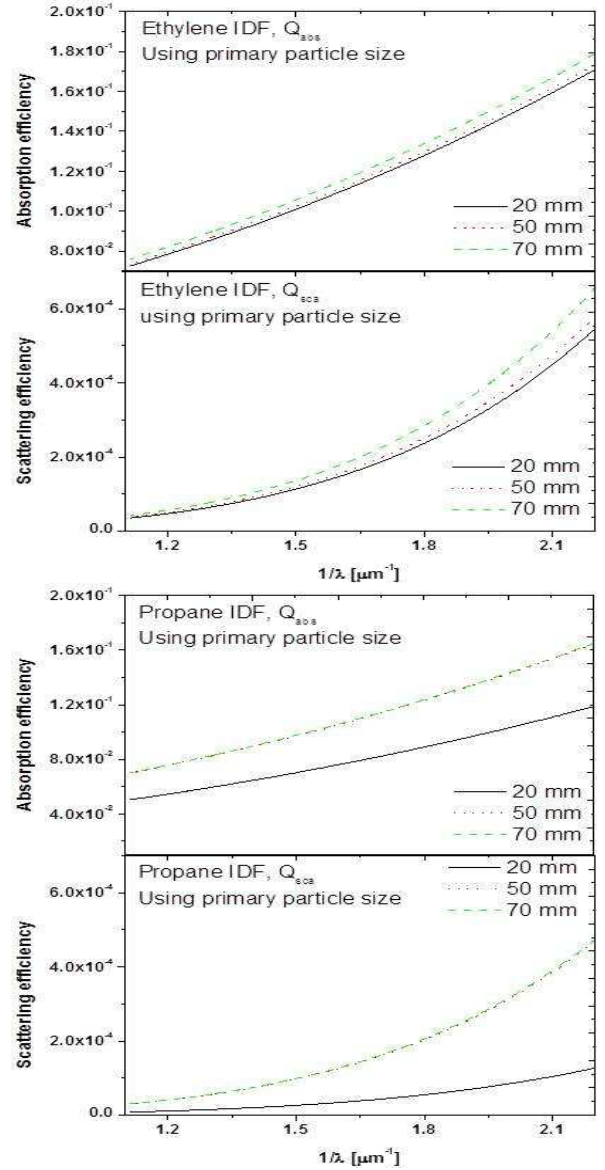 2.0x10⁻¹
1.8x10⁻¹
1.6x10⁻¹
1.4x10⁻¹
1.2x10⁻¹
1.0x10⁻¹
8.0x10⁻²
Absorption efficiency
Ethylene IDF, Qabs
Using primary particle size
20 mm
50 mm
70 mm
6.0x10⁻⁴
4.0x10⁻⁴
2.0x10⁻⁴
0.0
Scattering efficiency
Ethylene IDF, Qsca
using primary particle size
20 mm
50 mm
70 mm
1.2 1.5 1.8 2.1
1/λ [µm⁻¹]
2.0x10⁻¹
1.6x10⁻¹
1.2x10⁻¹
8.0x10⁻²
4.0x10⁻²
Absorption efficiency
Propane IDF, Qabs
Using primary particle size
20 mm
50 mm
70 mm
6.0x10⁻⁴
4.0x10⁻⁴
2.0x10⁻⁴
0.0
Scattering efficiency
Propane IDF, Qsca
Using primary particle size
20 mm
50 mm
70 mm
1.2 1.5 1.8 2.1
1/λ [µm⁻¹]